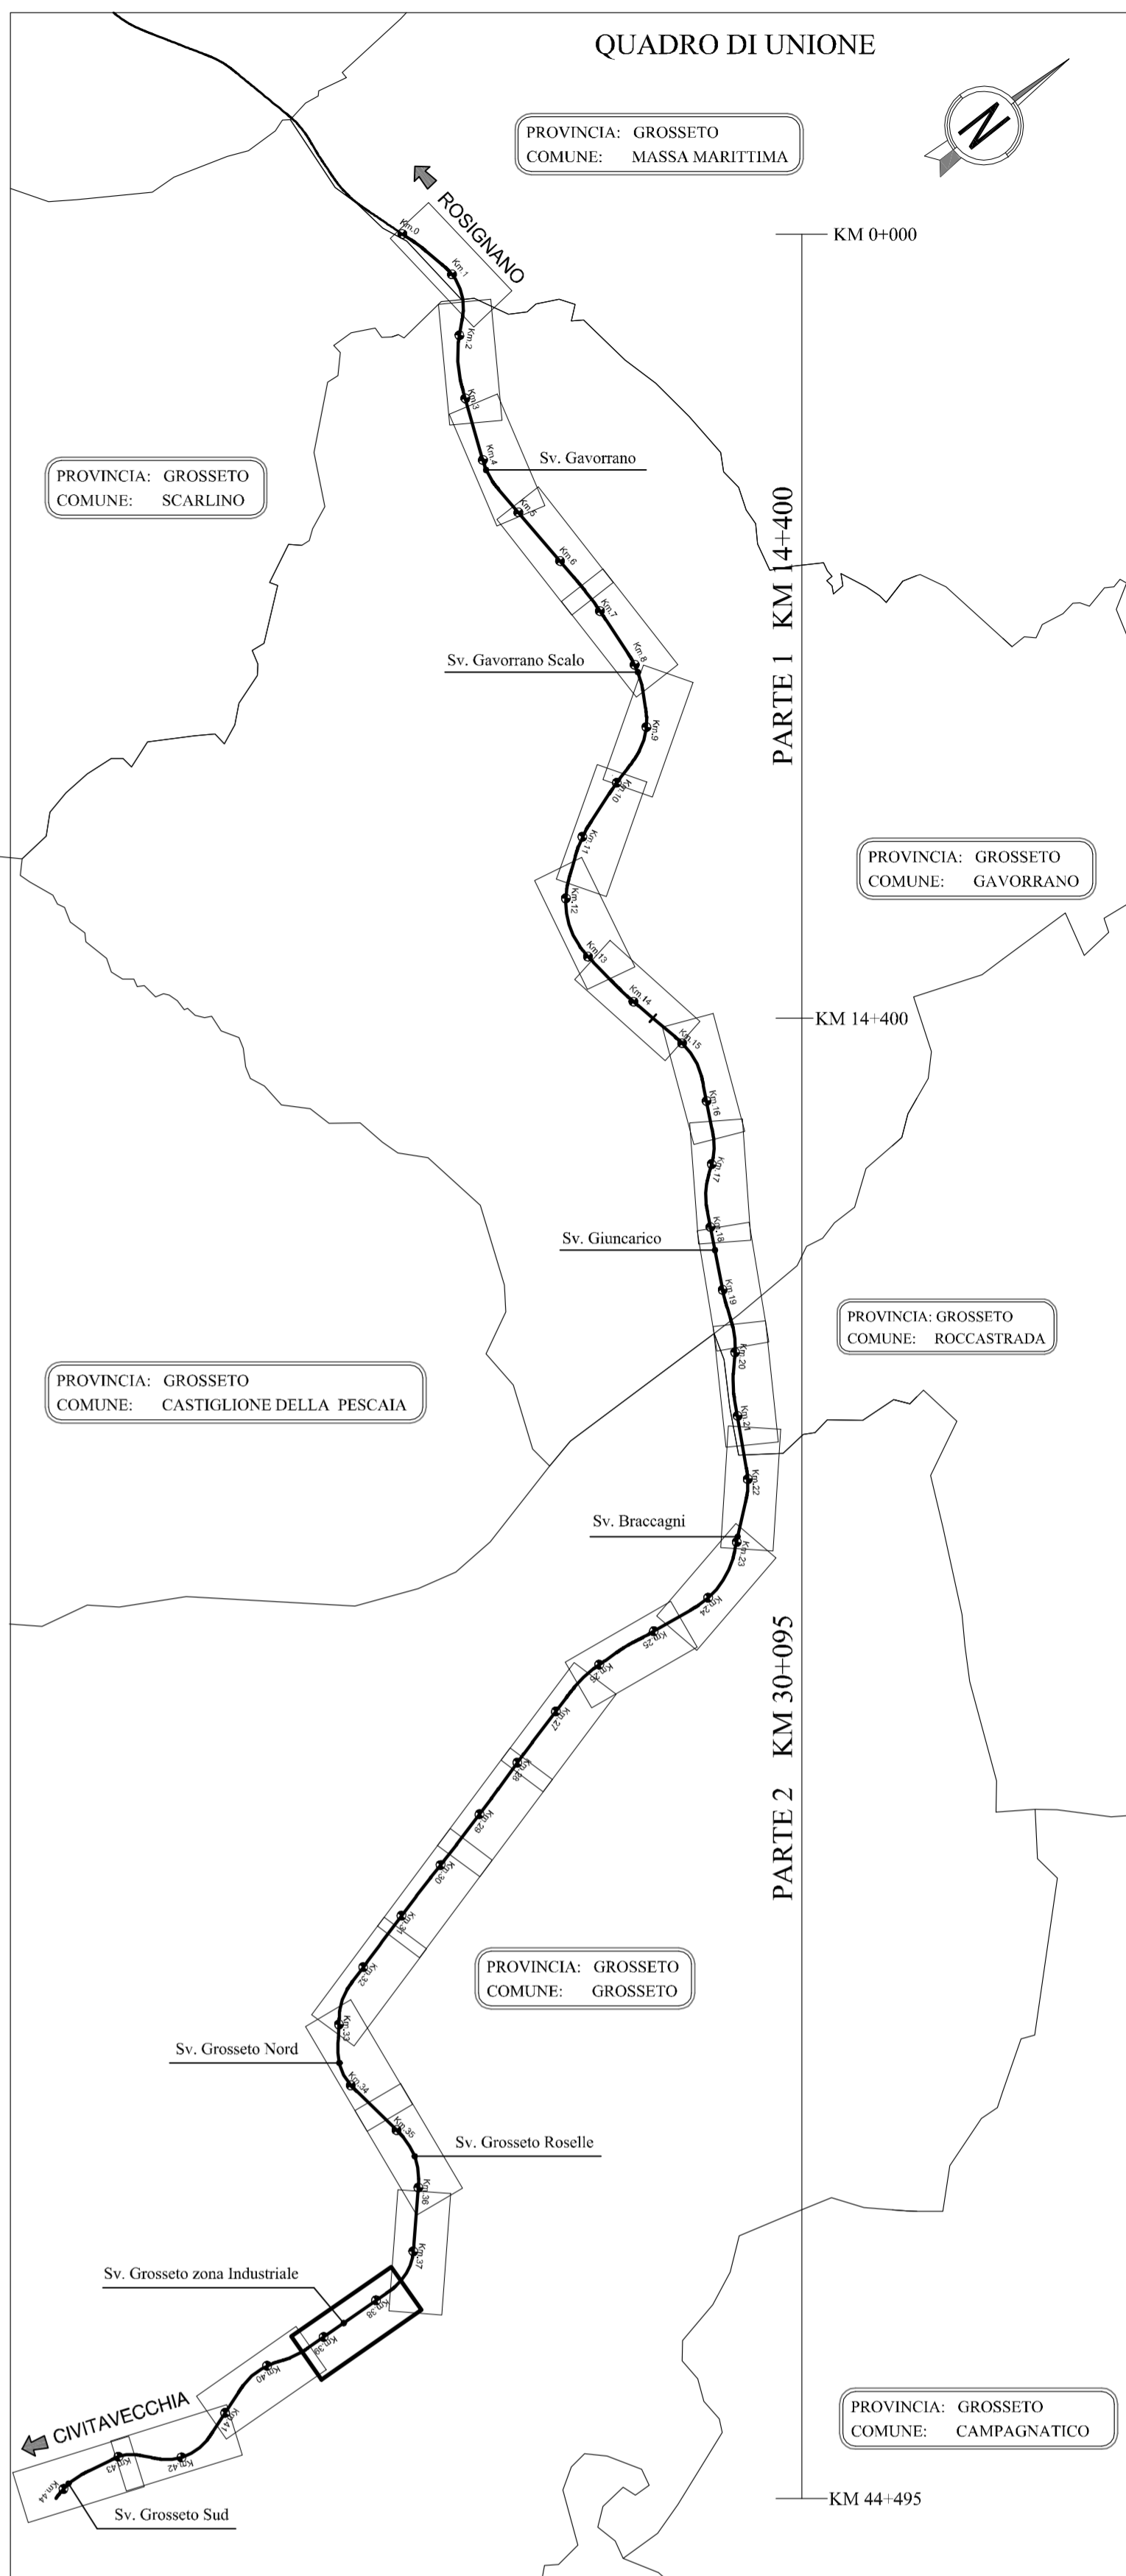 QUADRO DI UNIONE
PROVINCIA: GROSSETO
COMUNE: MASSA MARITTIMA
N
ROSIGNANO
KM 0+000
Km.0
Km.1
Km.2
Km.3
Km.4
Sv. Gavorrano
PROVINCIA: GROSSETO
COMUNE: SCARLINO
Km.5
Km.6
Km.7
PARTE 1 KM 14+400
Km.8
Sv. Gavorrano Scalo
Km.9
Km.10
Km.11
PROVINCIA: GROSSETO
COMUNE: GAVORRANO
Km.12
Km.13
Km.14
KM 14+400
Km.15
Km.16
Km.17
Km.18
Sv. Giuncarico
Km.19
PROVINCIA: GROSSETO
COMUNE: ROCCASTRADA
Km.20
PROVINCIA: GROSSETO
COMUNE: CASTIGLIONE DELLA PESCAIA
Km.21
Km.22
Sv. Braccagni
Km.23
Km.24
Km.25
Km.26
Km.27
PARTE 2 KM 30+095
Km.28
Km.29
Km.30
Km.31
Km.32
PROVINCIA: GROSSETO
COMUNE: GROSSETO
Km.33
Sv. Grosseto Nord
Km.34
Km.35
Sv. Grosseto Roselle
Km.36
Km.37
Sv. Grosseto zona Industriale
Km.38
Km.39
Km.40
Km.41
CIVITAVECCHIA
PROVINCIA: GROSSETO
COMUNE: CAMPAGNATICO
Km.42
Km.43
Km.44
KM 44+495
Sv. Grosseto Sud